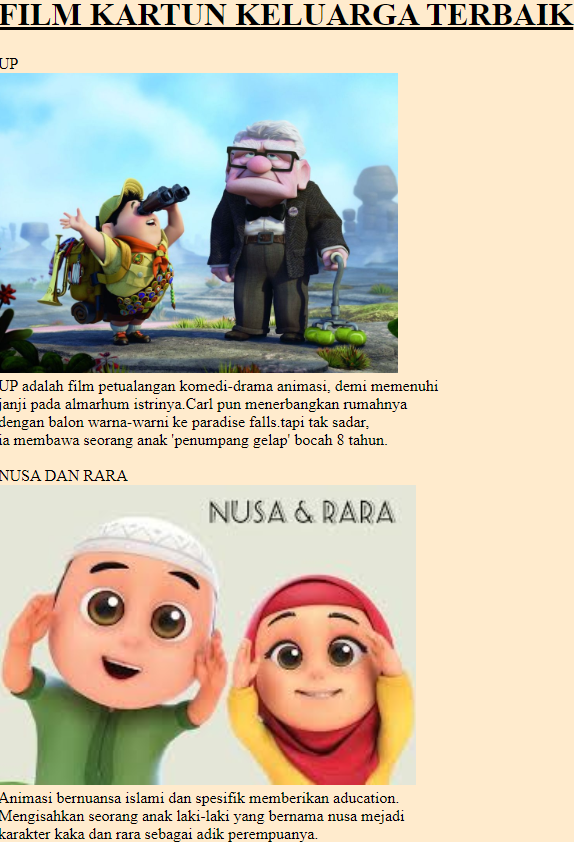 FILM KARTUN KELUARGA TERBAIK
UP
UP adalah film petualangan komedi-drama animasi, demi memenuhi
janji pada almarhum istrinya.Carl pun menerbangkan rumahnya
dengan balon warna-warni ke paradise falls.tapi tak sadar,
ia membawa seorang anak 'penumpang gelap' bocah 8 tahun.
NUSA DAN RARA
NUSA & RARA
Animasi bernuansa islami dan spesifik memberikan aducation.
Mengisahkan seorang anak laki-laki yang bernama nusa mejadi
karakter kaka dan rara sebagai adik perempuanya.